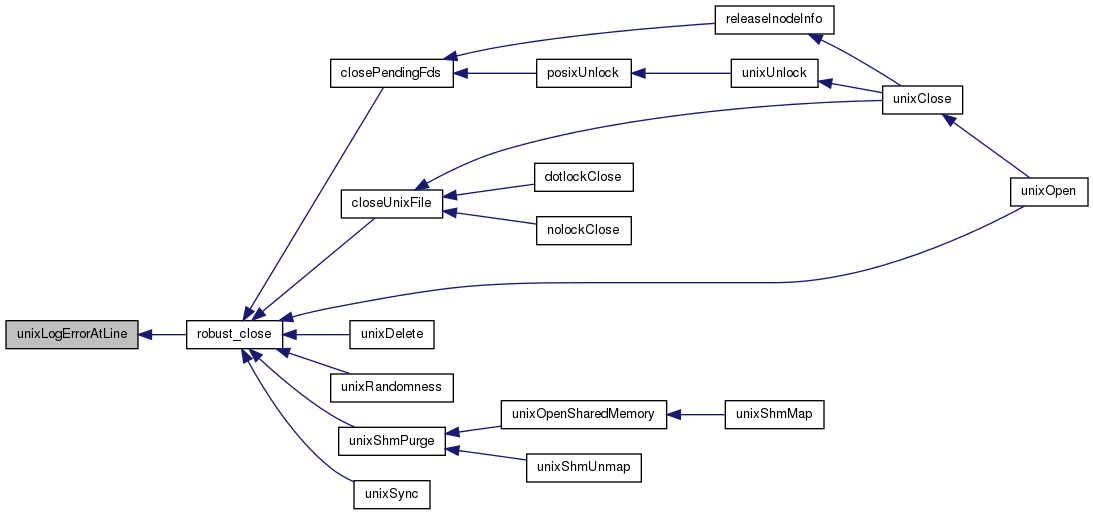 releaseInodeInfo
closePendingFds
posixUnlock
unixUnlock
unixClose
dotlockClose
closeUnixFile
unixOpen
nolockClose
unixLogErrorAtLine
robust_close
unixDelete
unixRandomness
unixOpenSharedMemory
unixShmMap
unixShmPurge
unixShmUnmap
unixSync